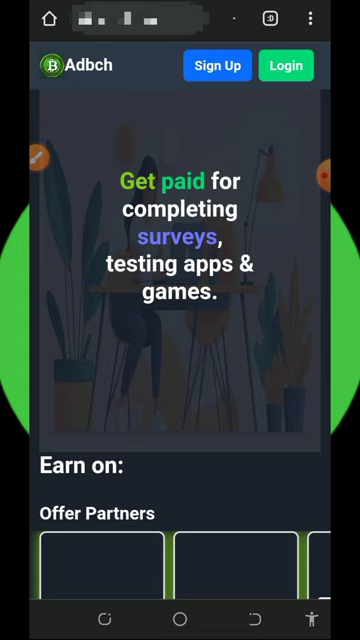 Adbch
Sign Up
Login
Get paid for
completing
surveys,
testing apps &
games.
Earn on:
Offer Partners